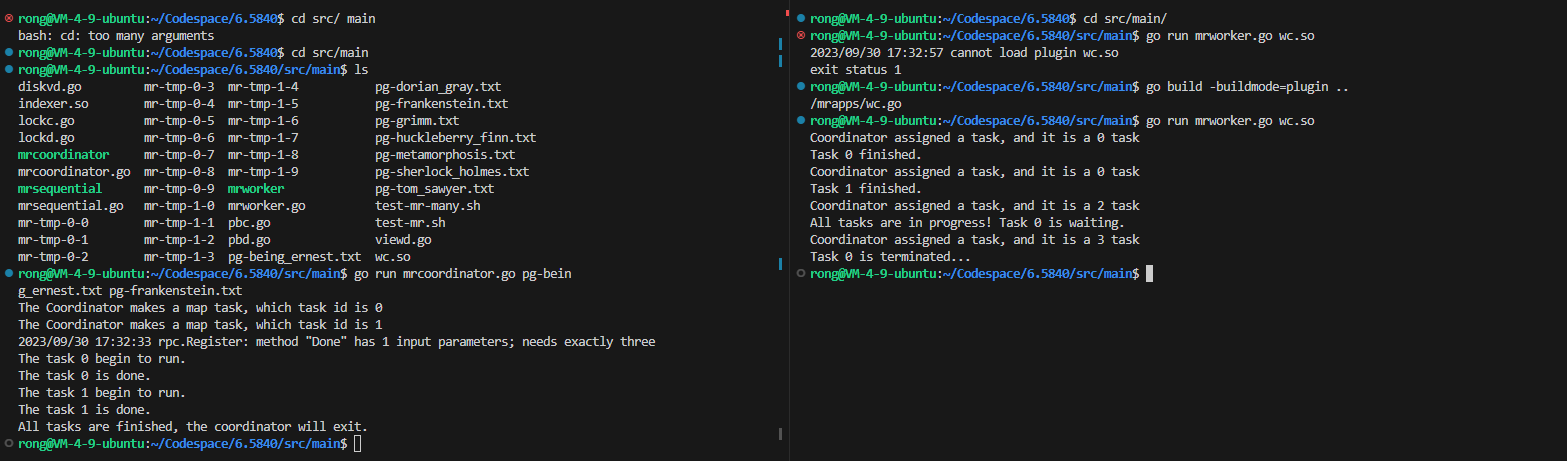 rong@VM-4-9-ubuntu:~/Codespace/6.5840$ cd src/ main
bash: cd: too many arguments
rong@VM-4-9-ubuntu:~/Codespace/6.5840$ cd src/main
rong@VM-4-9-ubuntu:~/Codespace/6.5840/src/main$ ls
diskvd.go mr-tmp-0-3 mr-tmp-1-4 pg-dorian_gray.txt
indexer.so mr-tmp-0-4 mr-tmp-1-5 pg-frankenstein.txt
lockc.go mr-tmp-0-5 mr-tmp-1-6 pg-grimm.txt
lockd.go mr-tmp-0-6 mr-tmp-1-7 pg-huckleberry_finn.txt
mrcoordinator mr-tmp-0-7 mr-tmp-1-8 pg-metamorphosis.txt
mrcoordinator.go mr-tmp-0-8 mr-tmp-1-9 pg-sherlock_holmes.txt
mrsequential mr-tmp-0-9 mrworker pg-tom_sawyer.txt
mrsequential.go mr-tmp-1-0 mrworker.go test-mr-many.sh
mr-tmp-0-0 mr-tmp-1-1 pbc.go test-mr.sh
mr-tmp-0-1 mr-tmp-1-2 pbd.go viewd.go
mr-tmp-0-2 mr-tmp-1-3 pg-being_ernest.txt wc.so
rong@VM-4-9-ubuntu:~/Codespace/6.5840/src/main$ go run mrcoordinator.go pg-bein
g_ernest.txt pg-frankenstein.txt
The Coordinator makes a map task, which task id is 0
The Coordinator makes a map task, which task id is 1
2023/09/30 17:32:33 rpc.Register: method "Done" has 1 input parameters; needs exactly three
The task 0 begin to run.
The task 0 is done.
The task 1 begin to run.
The task 1 is done.
All tasks are finished, the coordinator will exit.
rong@VM-4-9-ubuntu:~/Codespace/6.5840/src/main$
rong@VM-4-9-ubuntu:~/Codespace/6.5840$ cd src/main/
rong@VM-4-9-ubuntu:~/Codespace/6.5840/src/main$ go run mrworker.go wc.so
2023/09/30 17:32:57 cannot load plugin wc.so
exit status 1
rong@VM-4-9-ubuntu:~/Codespace/6.5840/src/main$ go build -buildmode=plugin ..
/mrapps/wc.go
rong@VM-4-9-ubuntu:~/Codespace/6.5840/src/main$ go run mrworker.go wc.so
Coordinator assigned a task, and it is a 0 task
Task 0 finished.
Coordinator assigned a task, and it is a 0 task
Task 1 finished.
Coordinator assigned a task, and it is a 2 task
All tasks are in progress! Task 0 is waiting.
Coordinator assigned a task, and it is a 3 task
Task 0 is terminated...
rong@VM-4-9-ubuntu:~/Codespace/6.5840/src/main$